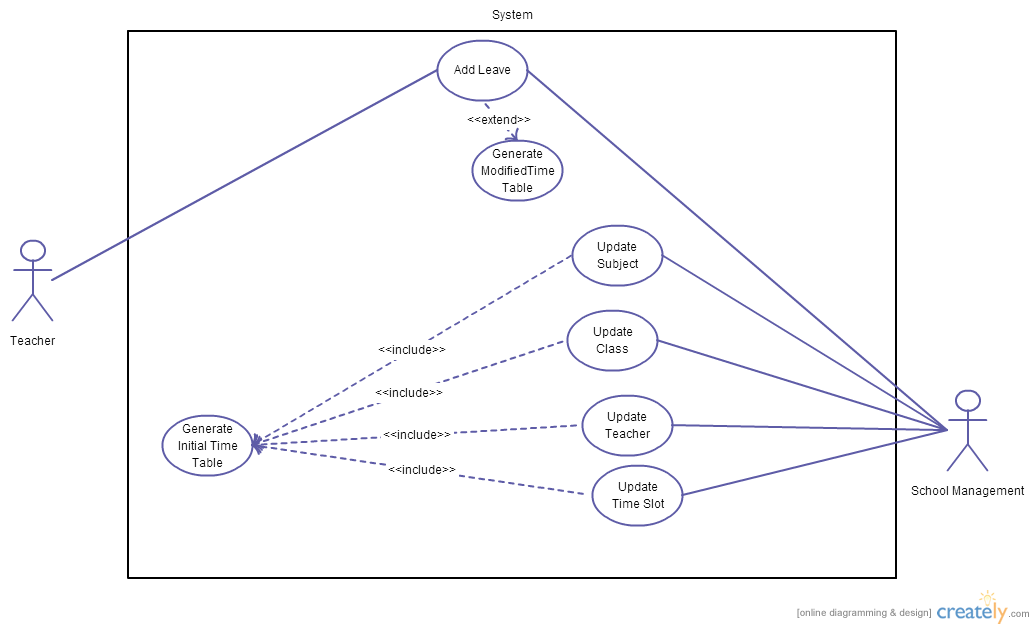 System
Add Leave
<<extend>>
Generate
ModifiedTime
Table
Update
Subject
Teacher
<<include>>
Update
Class
<<include>>
Generate
Initial Time
Table
<<include>>
Update
Teacher
<<include>>
Update
Time Slot
School Management
[online diagramming & design] creately.com